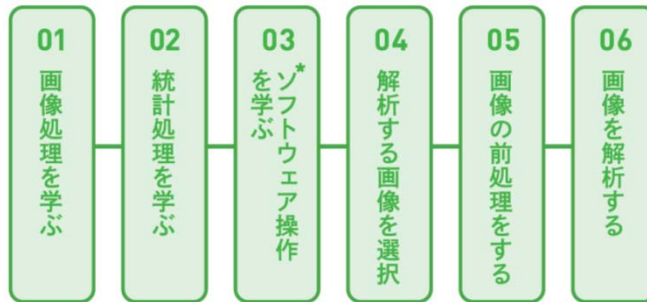 01
画像処理を学ぶ
02
統計処理を学ぶ
03
ソフトウェア操作*
を学ぶ
04
解析する画像を選択
05
画像の前処理をする
06
画像を解析する